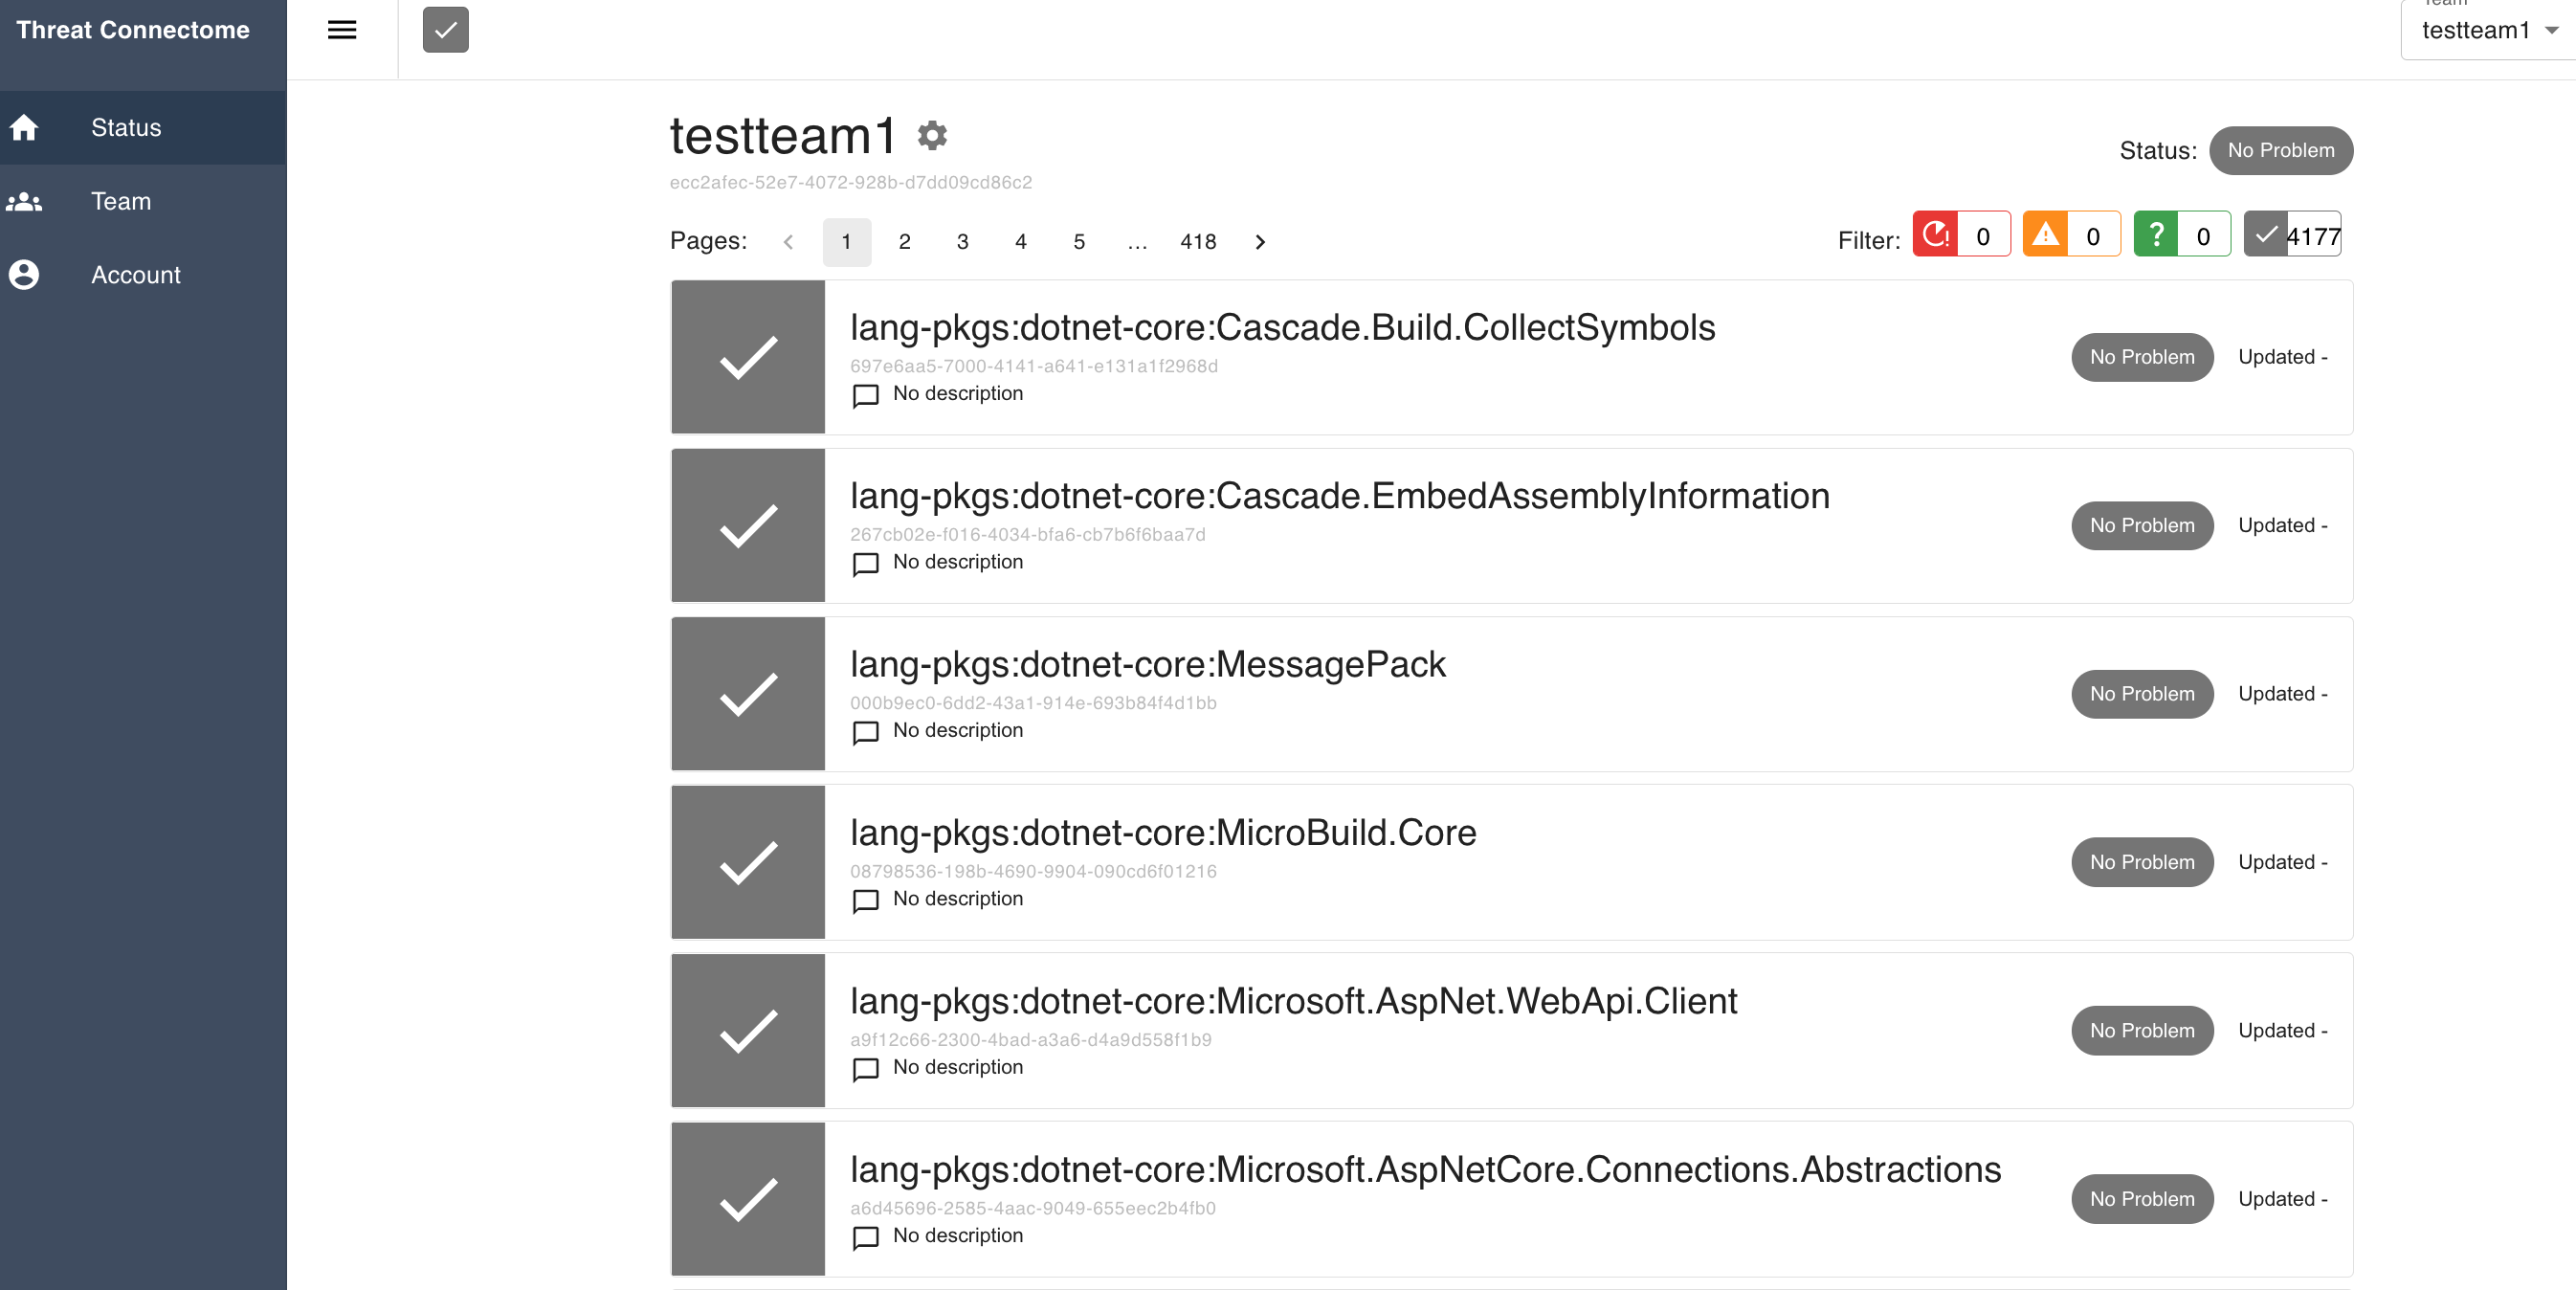 Threat Connectome
Team
testteam1
Status
Team
Account
testteam1
ecc2afec-52e7-4072-928b-d7dd09cd86c2
Status: No Problem
Pages: 1 2 3 4 5 ... 418
Filter: 0 0 ? 0 4177
lang-pkgs:dotnet-core:Cascade.Build.CollectSymbols
697e6aa5-7000-4141-a641-e131a1f2968d
No description
No Problem Updated -
lang-pkgs:dotnet-core:Cascade.EmbedAssemblyInformation
267cb02e-f016-4034-bfa6-cb7b6f6baa7d
No description
No Problem Updated -
lang-pkgs:dotnet-core:MessagePack
000b9ec0-6dd2-43a1-914e-693b84f4d1bb
No description
No Problem Updated -
lang-pkgs:dotnet-core:MicroBuild.Core
08798536-198b-4690-9904-090cd6f01216
No description
No Problem Updated -
lang-pkgs:dotnet-core:Microsoft.AspNet.WebApi.Client
a9f12c66-2300-4bad-a3a6-d4a9d558f1b9
No description
No Problem Updated -
lang-pkgs:dotnet-core:Microsoft.AspNetCore.Connections.Abstractions
a6d45696-2585-4aac-9049-655eec2b4fb0
No description
No Problem Updated -